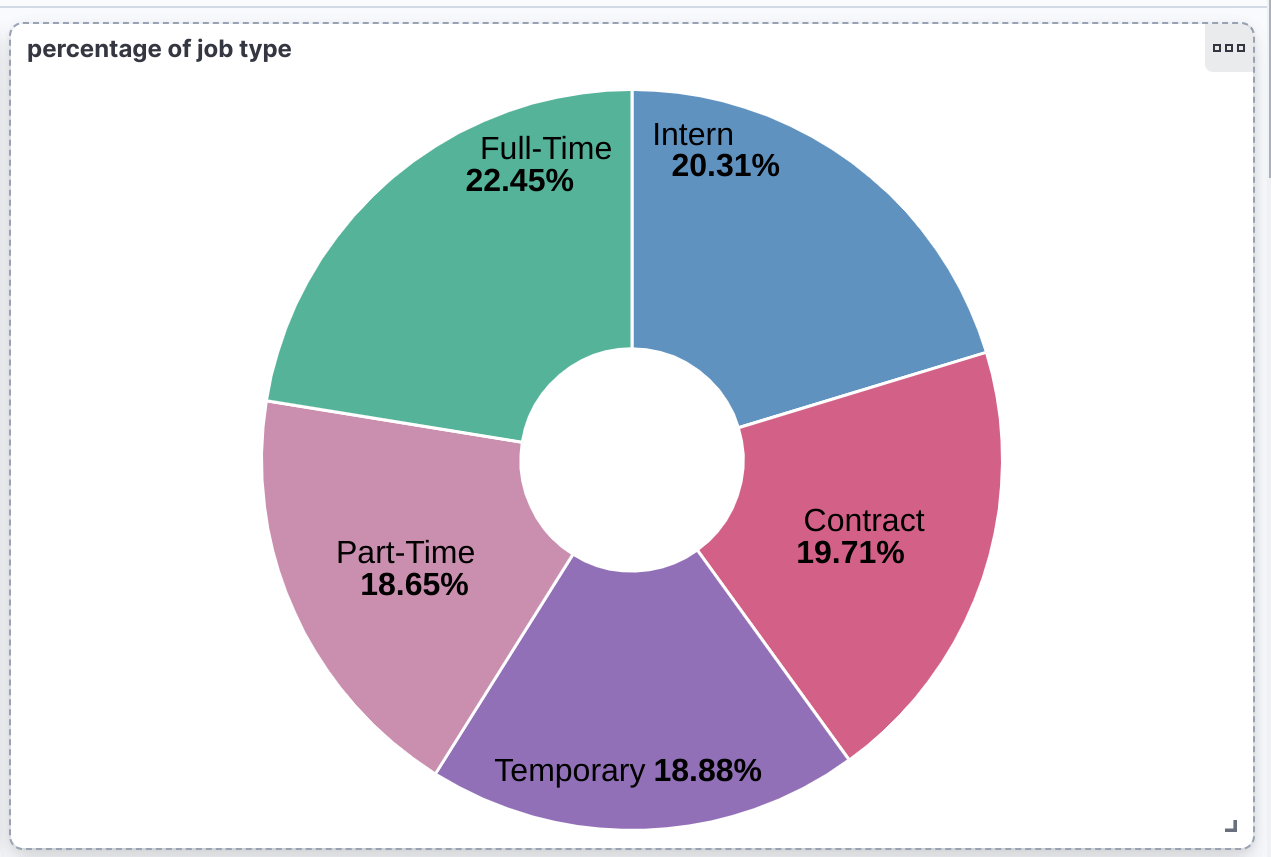 percentage of job type
Full-Time
22.45%
Intern
20.31%
Contract
19.71%
Part-Time
18.65%
Temporary 18.88%